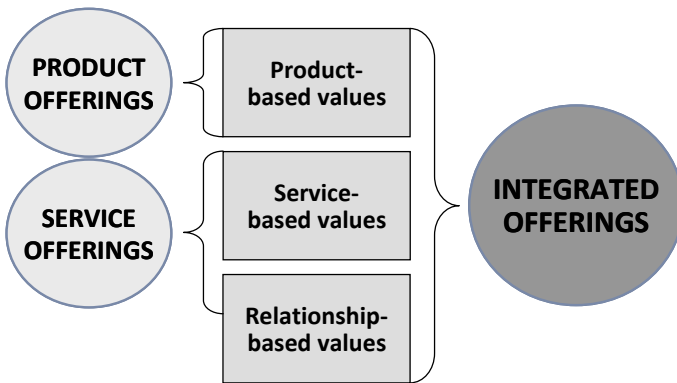 PRODUCT
OFFERINGS
Product-
based values
SERVICE
OFFERINGS
Service-
based values
Relationship-
based values
INTEGRATED
OFFERINGS